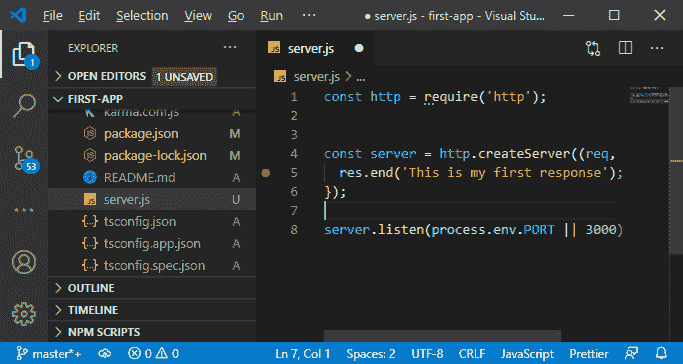 File Edit Selection View Go Run ··· ● server.js - first-app - Visual Stu...
EXPLORER ···
OPEN EDITORS 1 UNSAVED
FIRST-APP
karma.conf.js A
package.json M
package-lock.json M
README.md A
server.js U
tsconfig.json A
tsconfig.app.json A
tsconfig.spec.json A
OUTLINE
TIMELINE
NPM SCRIPTS
1
53
JS server.js ●
JS server.js > ...
1 const http = require('http');
2
3
4 const server = http.createServer((req,
5 res.end('This is my first response');
6 });
7
8 server.listen(process.env.PORT || 3000)
master*+ 0 0 Ln 7, Col 1 Spaces: 2 UTF-8 CRLF JavaScript Prettier